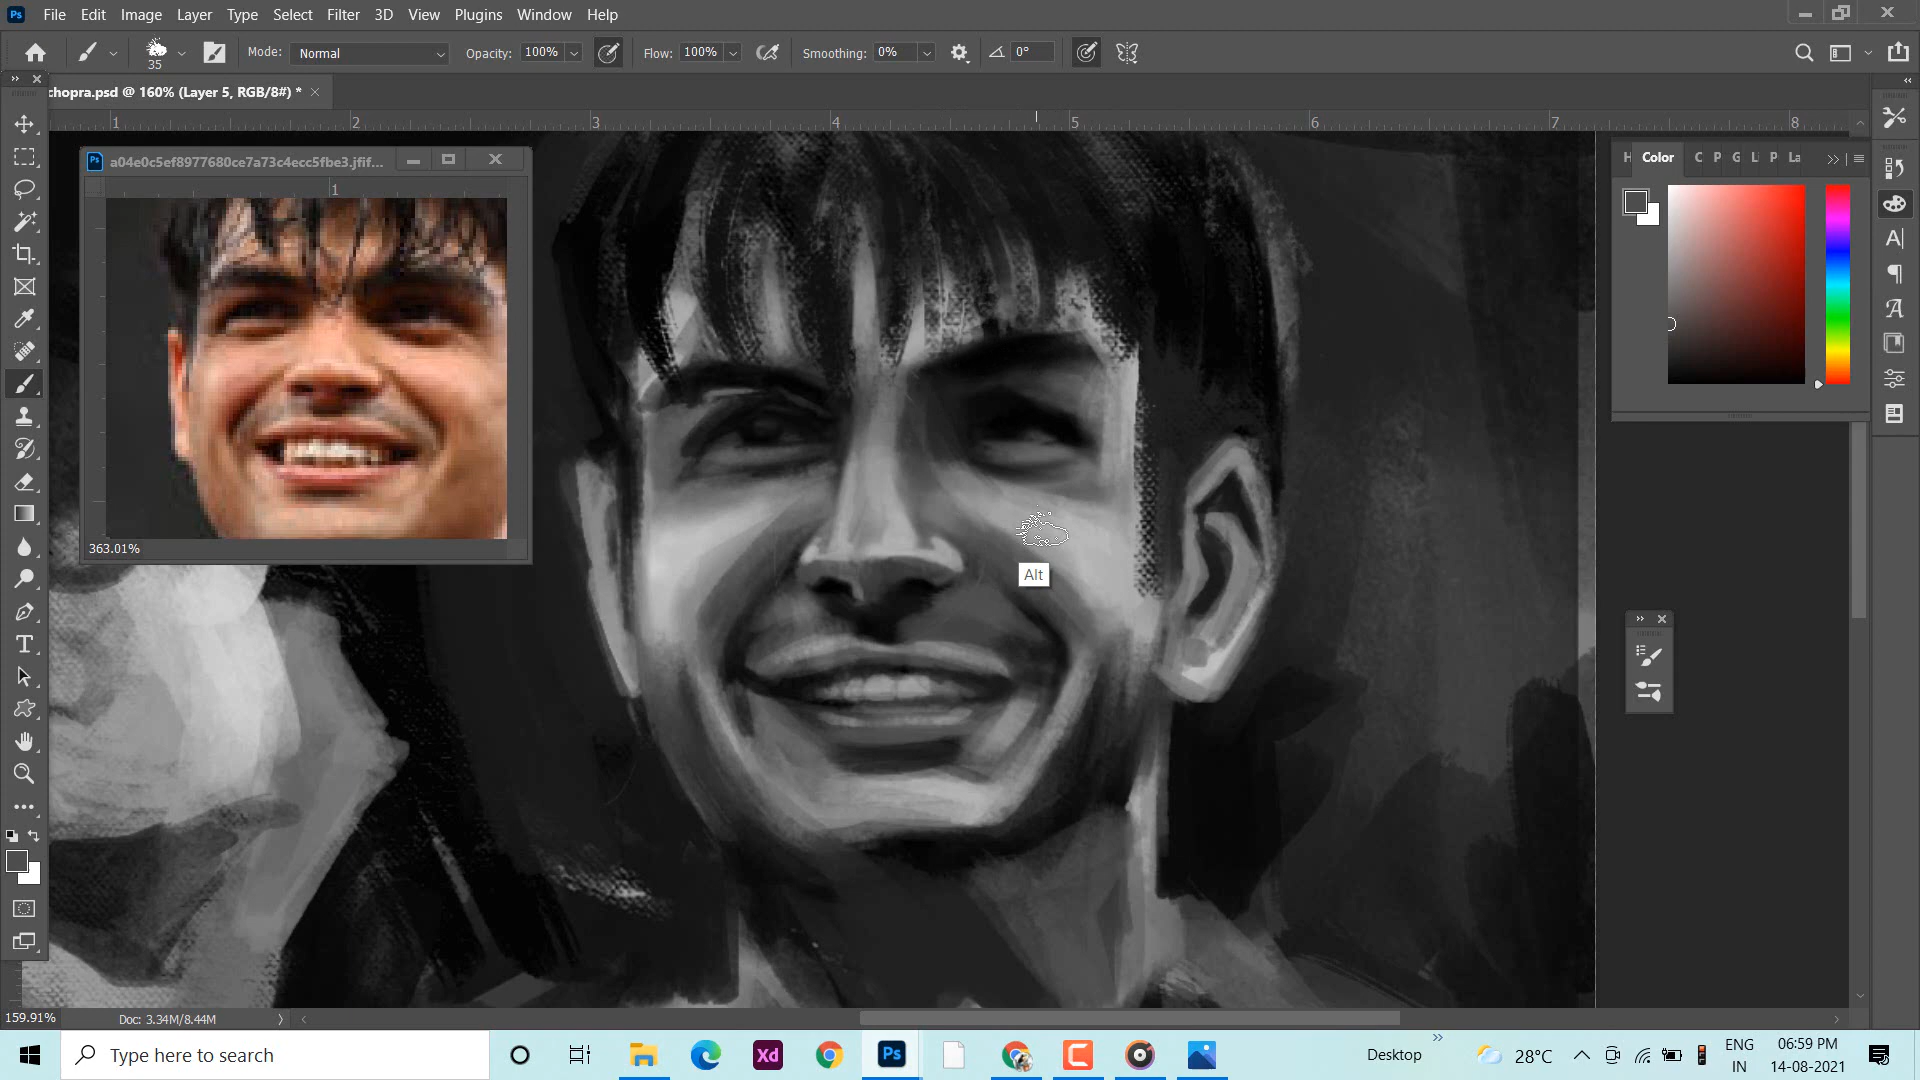 Ps File Edit Image Layer Type Select Filter 3D View Plugins Window Help
35 Mode: Normal Opacity: 100% Flow: 100% Smoothing: 0% 0°
chopra.psd @ 160% (Layer 5, RGB/8#) *
1 2 3 4 5 6 7 8
Ps a04e0c5ef8977680ce7a73c4ecc5fbe3.jfif...
1
363.01%
Color C P G L P La
Alt
159.91% Doc: 3.34M/8.44M
Type here to search
Xd Ps
Desktop
28°C
ENG
IN
06:59 PM
14-08-2021